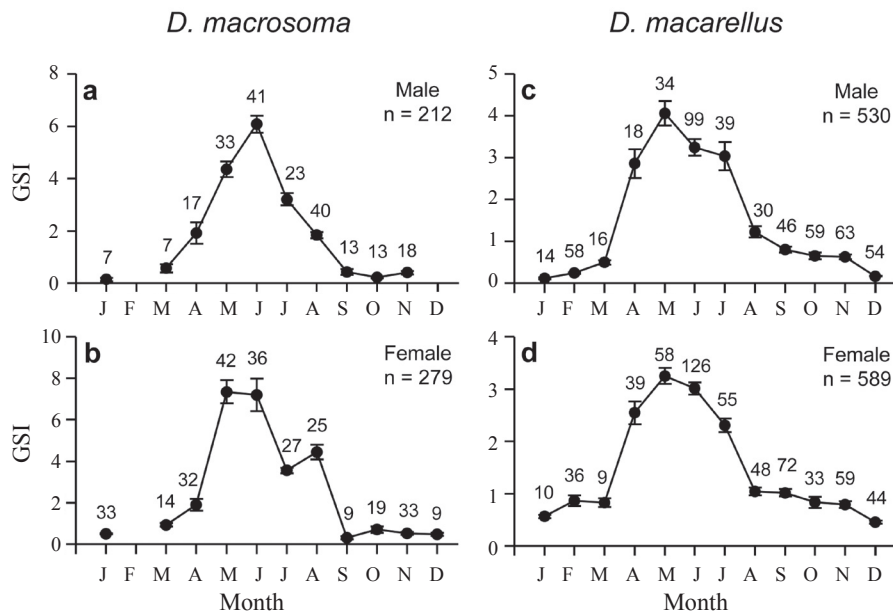 D. macrosoma
D. macarellus
a
Male
n = 212
GSI
8
6
4
2
0
7
7
17
33
41
23
40
13
13
18
J F M A M J J A S O N D
c
Male
n = 530
GSI
5
4
3
2
1
0
14
58
16
18
34
99
39
30
46
59
63
54
J F M A M J J A S O N D
b
Female
n = 279
GSI
10
8
6
4
2
0
33
14
32
42
36
27
25
9
19
33
9
J F M A M J J A S O N D
Month
d
Female
n = 589
4
3
2
1
0
10
36
9
39
58
126
55
48
72
33
59
44
J F M A M J J A S O N D
Month